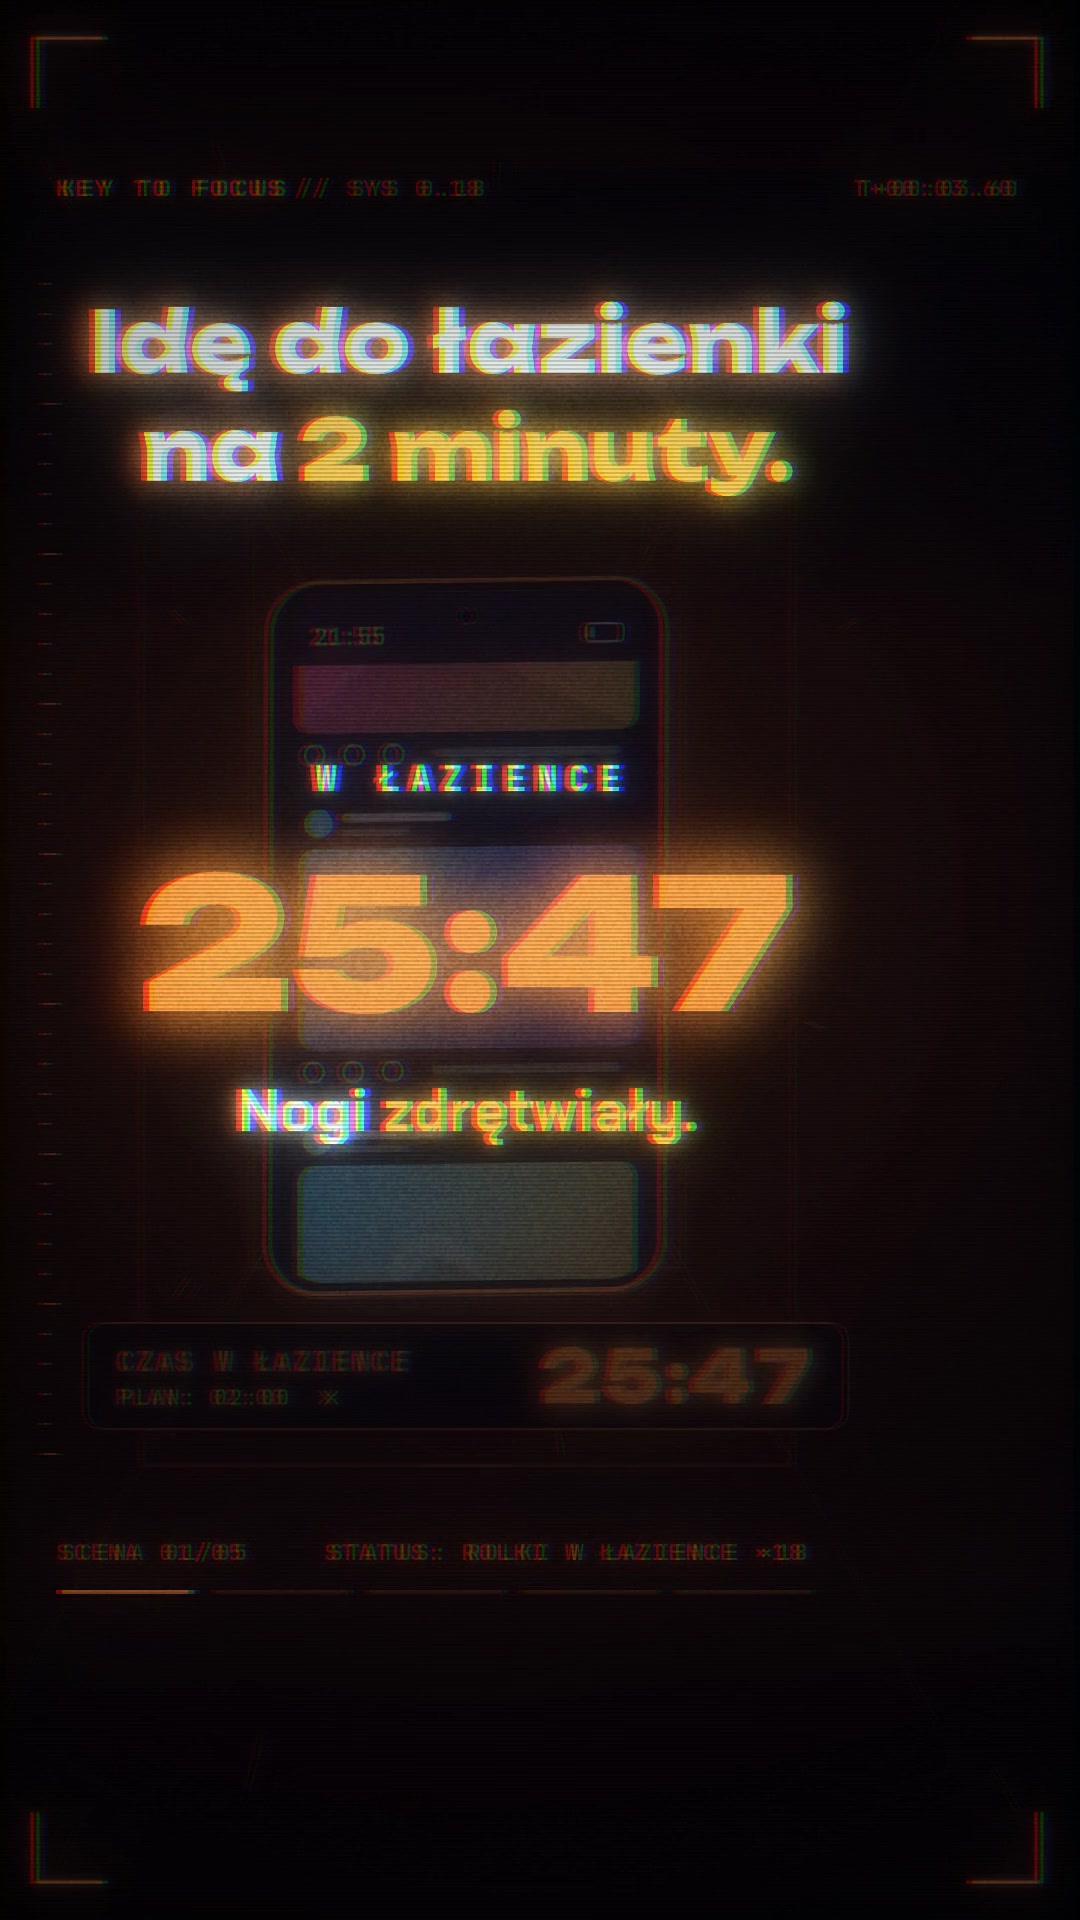 KEY TO FOCUS // SYS 0.18
T+00:03.60
Idę do łazienki
na 2 minuty.
21:55
W ŁAZIENCE
25:47
Nogi zdrętwiały.
CZAS W ŁAZIENCE
PLAN: 02:00
25:47
SCENA 01/05
STATUS: ROLKI W ŁAZIENCE ×18